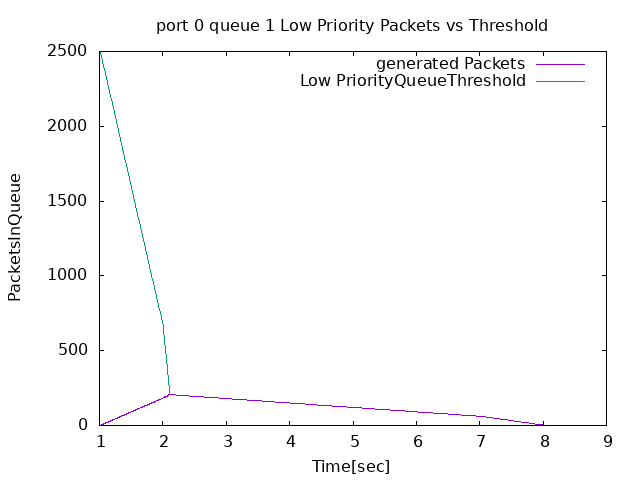 port 0 queue 1 Low Priority Packets vs Threshold
generated Packets
Low PriorityQueueThreshold
2500
2000
1500
1000
500
0
PacketsInQueue
1 2 3 4 5 6 7 8 9
Time[sec]